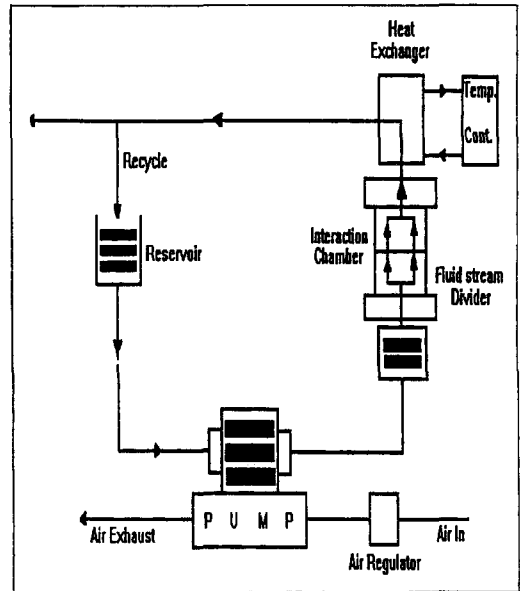 Heat
Exchanger
Temp.
Cont.
Recycle
Reservoir
Interaction
Chamber
Fluid stream
Divider
P U M P
Air Exhaust
Air In
Air Regulator